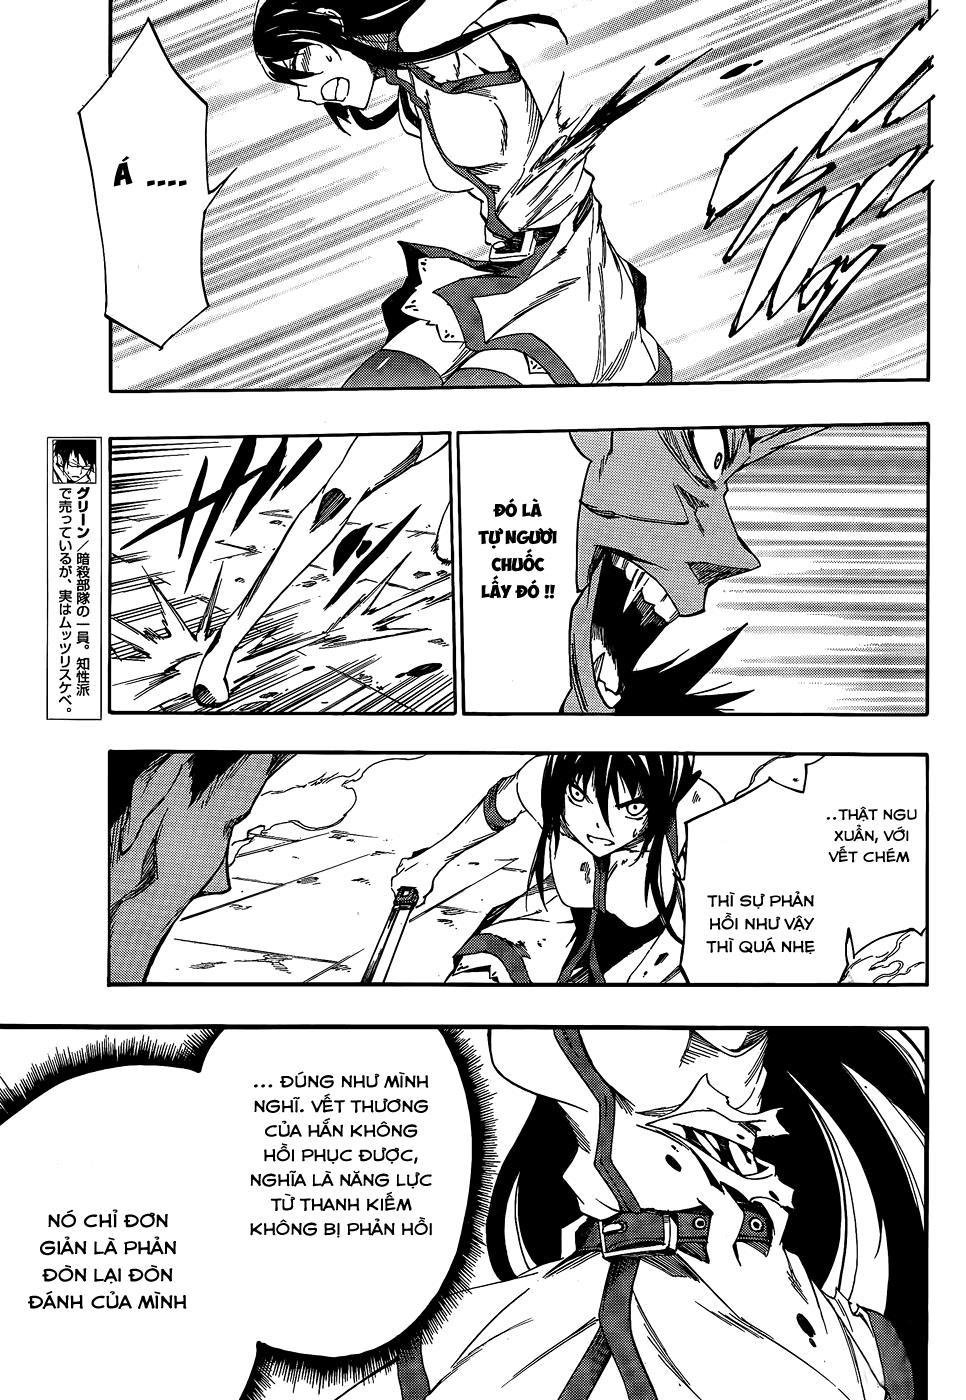 Á .....
ĐÓ LÀ
TỰ NGƯƠI
CHUỐC
LẤY ĐÓ !!
グリーン／暗殺部隊の一員。知性派
で売っているが、実はムッツリスケベ。
..THẬT NGU
XUẨN, VỚI
VẾT CHÉM
THÌ SỰ PHẢN
HỒI NHƯ VẬY
THÌ QUÁ NHẸ
... ĐÚNG NHƯ MÌNH
NGHĨ. VẾT THƯƠNG
CỦA HẮN KHÔNG
HỒI PHỤC ĐƯỢC,
NGHĨA LÀ NĂNG LỰC
TỪ THANH KIẾM
KHÔNG BỊ PHẢN HỒI
NÓ CHỈ ĐƠN
GIẢN LÀ PHẢN
ĐÒN LẠI ĐÒN
ĐÁNH CỦA MÌNH